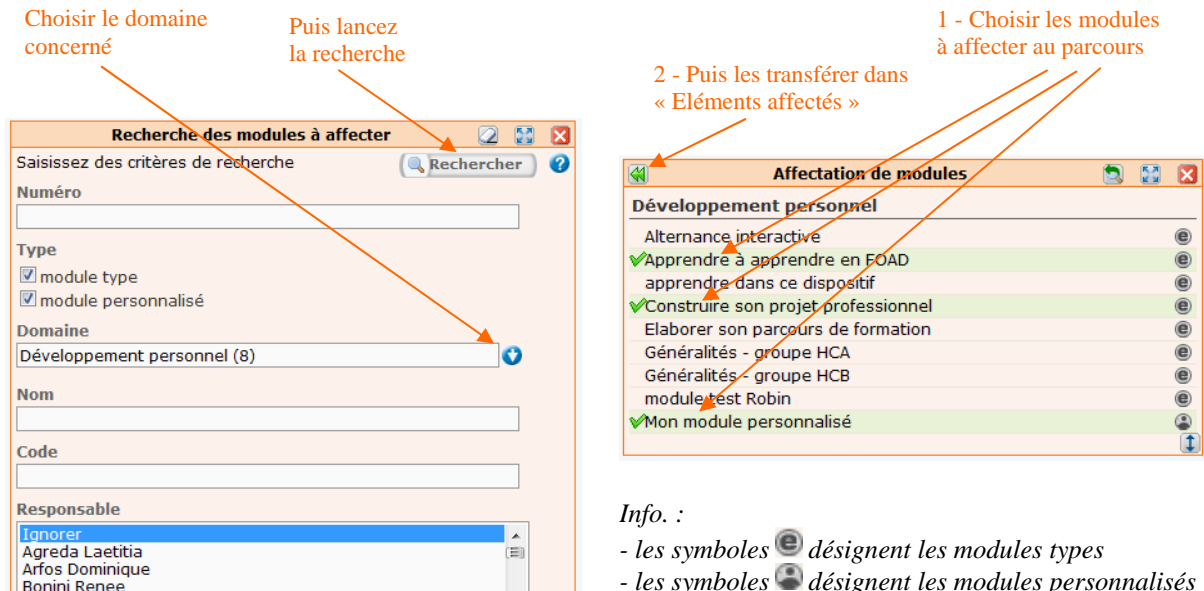 Choisir le domaine
concerné
Puis lancez
la recherche
1 - Choisir les modules
à affecter au parcours
2 - Puis les transférer dans
« Eléments affectés »
Recherche des modules à affecter
Saisissez des critères de recherche
Rechercher
Numéro
Type
module type
module personnalisé
Domaine
Développement personnel (8)
Nom
Code
Responsable
Ignorer
Agreda Laetitia
Arfos Dominique
Bonini Renee
Affectation de modules
Développement personnel
Alternance interactive
Apprendre à apprendre en FOAD
apprendre dans ce dispositif
Construire son projet professionnel
Elaborer son parcours de formation
Généralités - groupe HCA
Généralités - groupe HCB
module test Robin
Mon module personnalisé
Info. :
- les symboles e désignent les modules types
- les symboles désignent les modules personnalisés